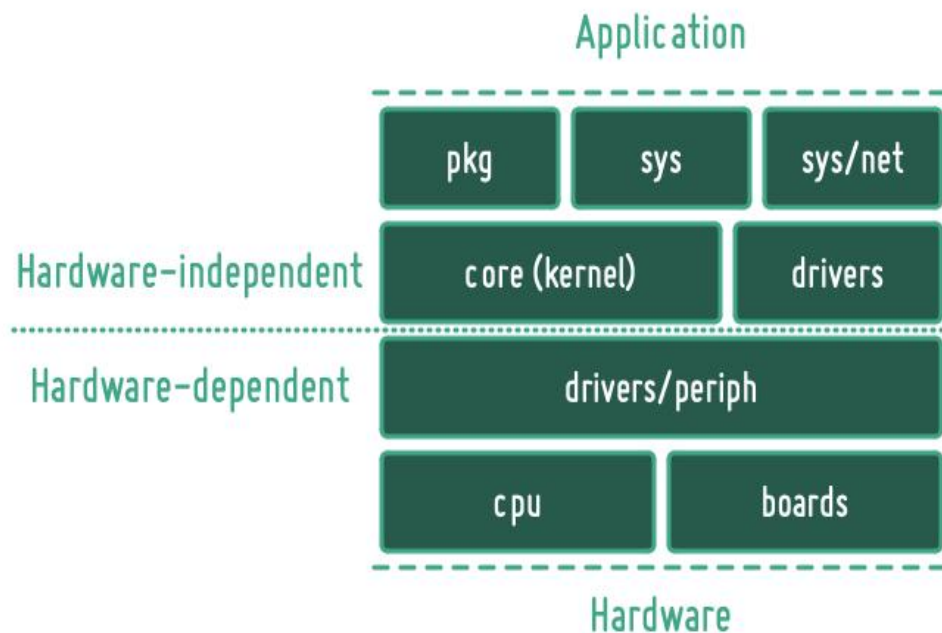 Application
pkg sys sys/net
Hardware-independent core (kernel) drivers
Hardware-dependent drivers/periph
cpu boards
Hardware